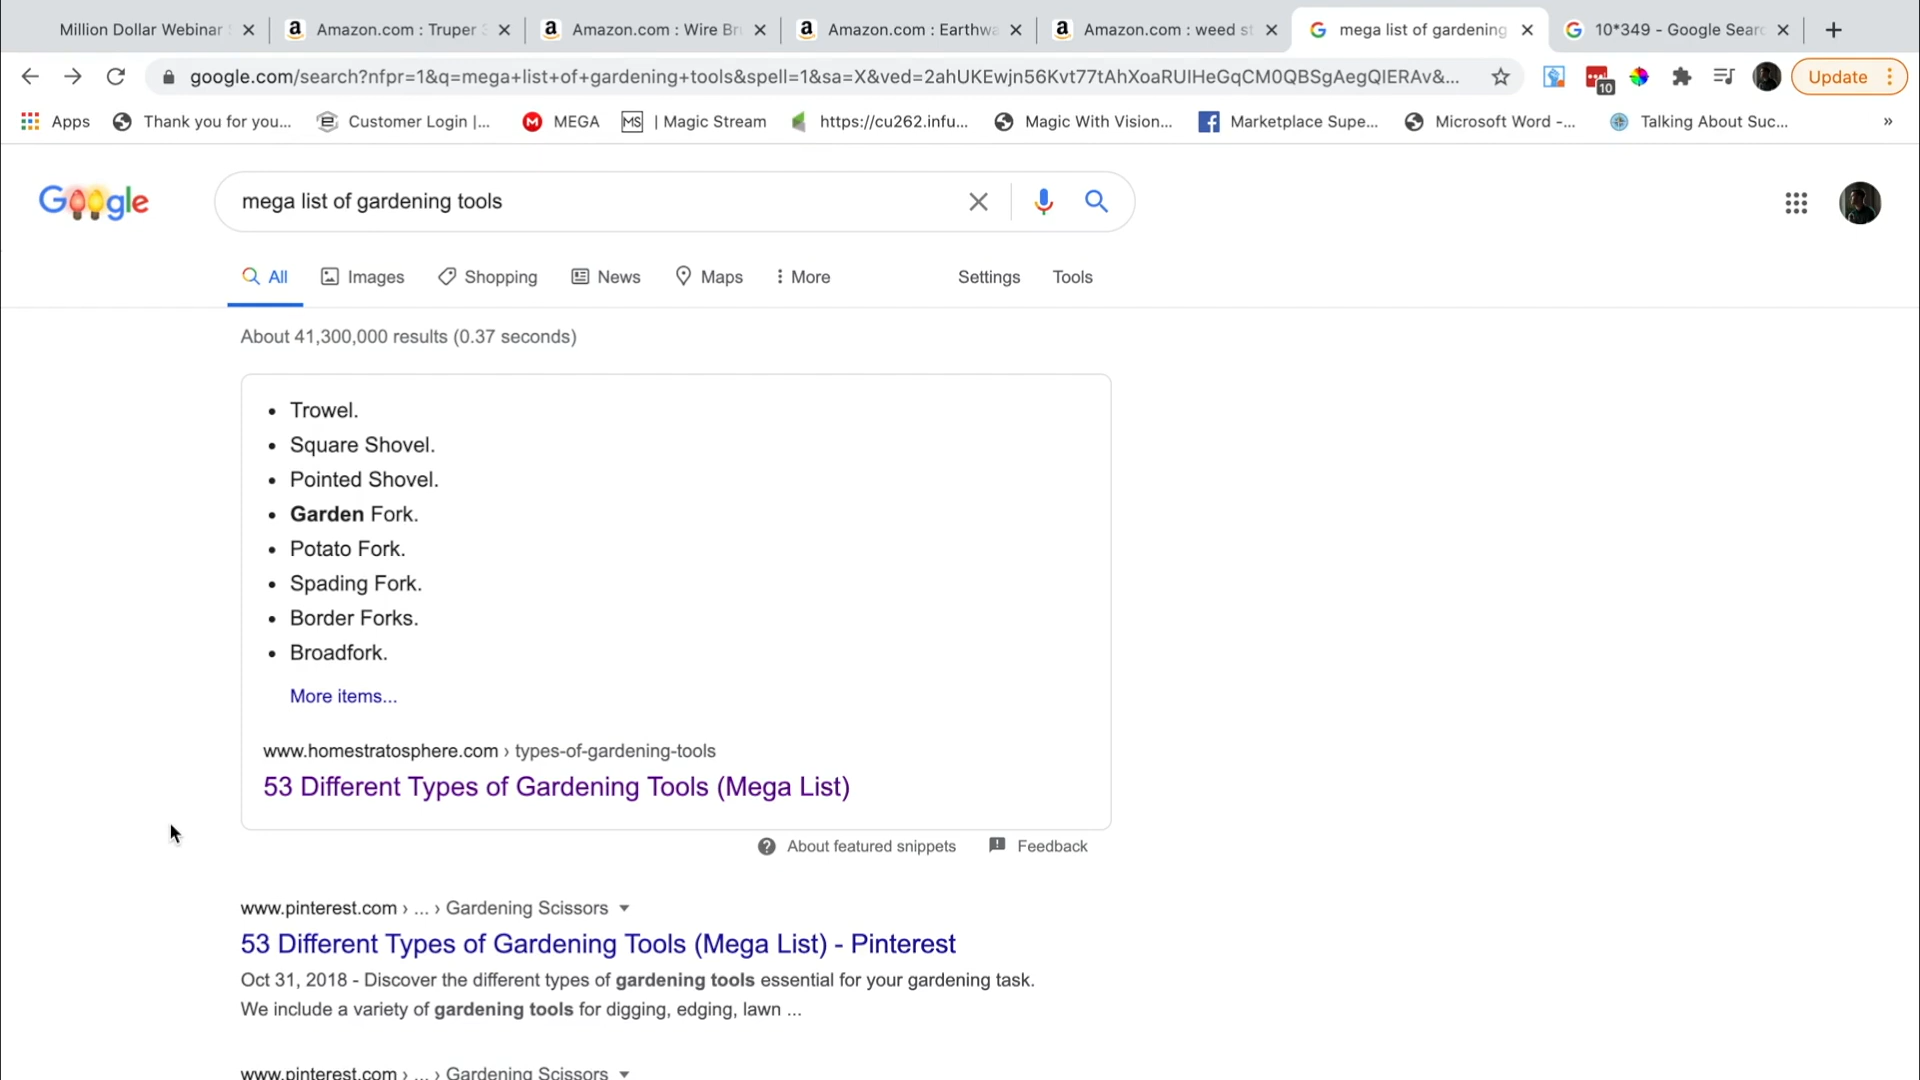 Million Dollar Webinar
Amazon.com : Truper
Amazon.com : Wire Br
Amazon.com : Earthwa
Amazon.com : weed st
mega list of gardening
10*349 - Google Searc
google.com/search?nfpr=1&q=mega+list+of+gardening+tools&spell=1&sa=X&ved=2ahUKEwjn56Kvt77tAhXoaRUIHeGqCM0QBSgAegQIERAv&...
10
Update
Apps
Thank you for you...
Customer Login |...
MEGA
MS | Magic Stream
https://cu262.infu...
Magic With Vision...
Marketplace Supe...
Microsoft Word -...
Talking About Suc...
»
Google
mega list of gardening tools
All
Images
Shopping
News
Maps
More
Settings
Tools
About 41,300,000 results (0.37 seconds)
• Trowel.
• Square Shovel.
• Pointed Shovel.
• Garden Fork.
• Potato Fork.
• Spading Fork.
• Border Forks.
• Broadfork.
More items...
www.homestratosphere.com › types-of-gardening-tools
53 Different Types of Gardening Tools (Mega List)
About featured snippets
Feedback
www.pinterest.com › ... › Gardening Scissors
53 Different Types of Gardening Tools (Mega List) - Pinterest
Oct 31, 2018 - Discover the different types of gardening tools essential for your gardening task.
We include a variety of gardening tools for digging, edging, lawn ...
www.pinterest.com › ... › Gardening Scissors